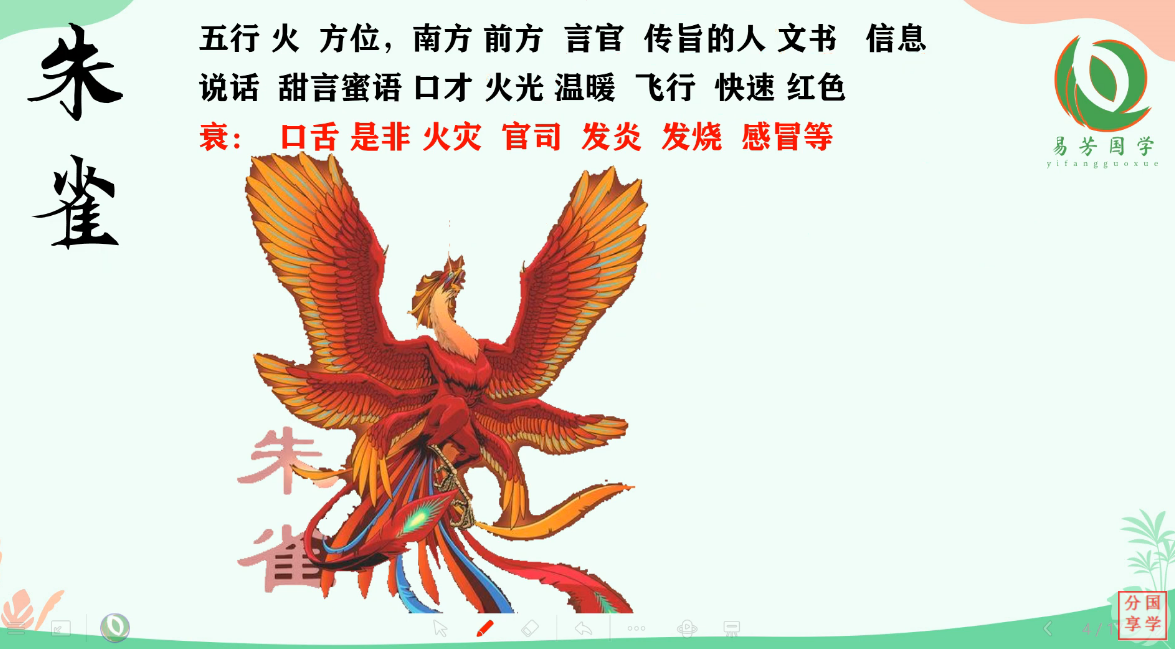 朱雀
五行 火 方位，南方 前方 言官 传旨的人 文书 信息
说话 甜言蜜语 口才 火光 温暖 飞行 快速 红色
衰： 口舌 是非 火灾 官司 发炎 发烧 感冒等
易芳国学
yifangguoxue
朱雀
国学
分享